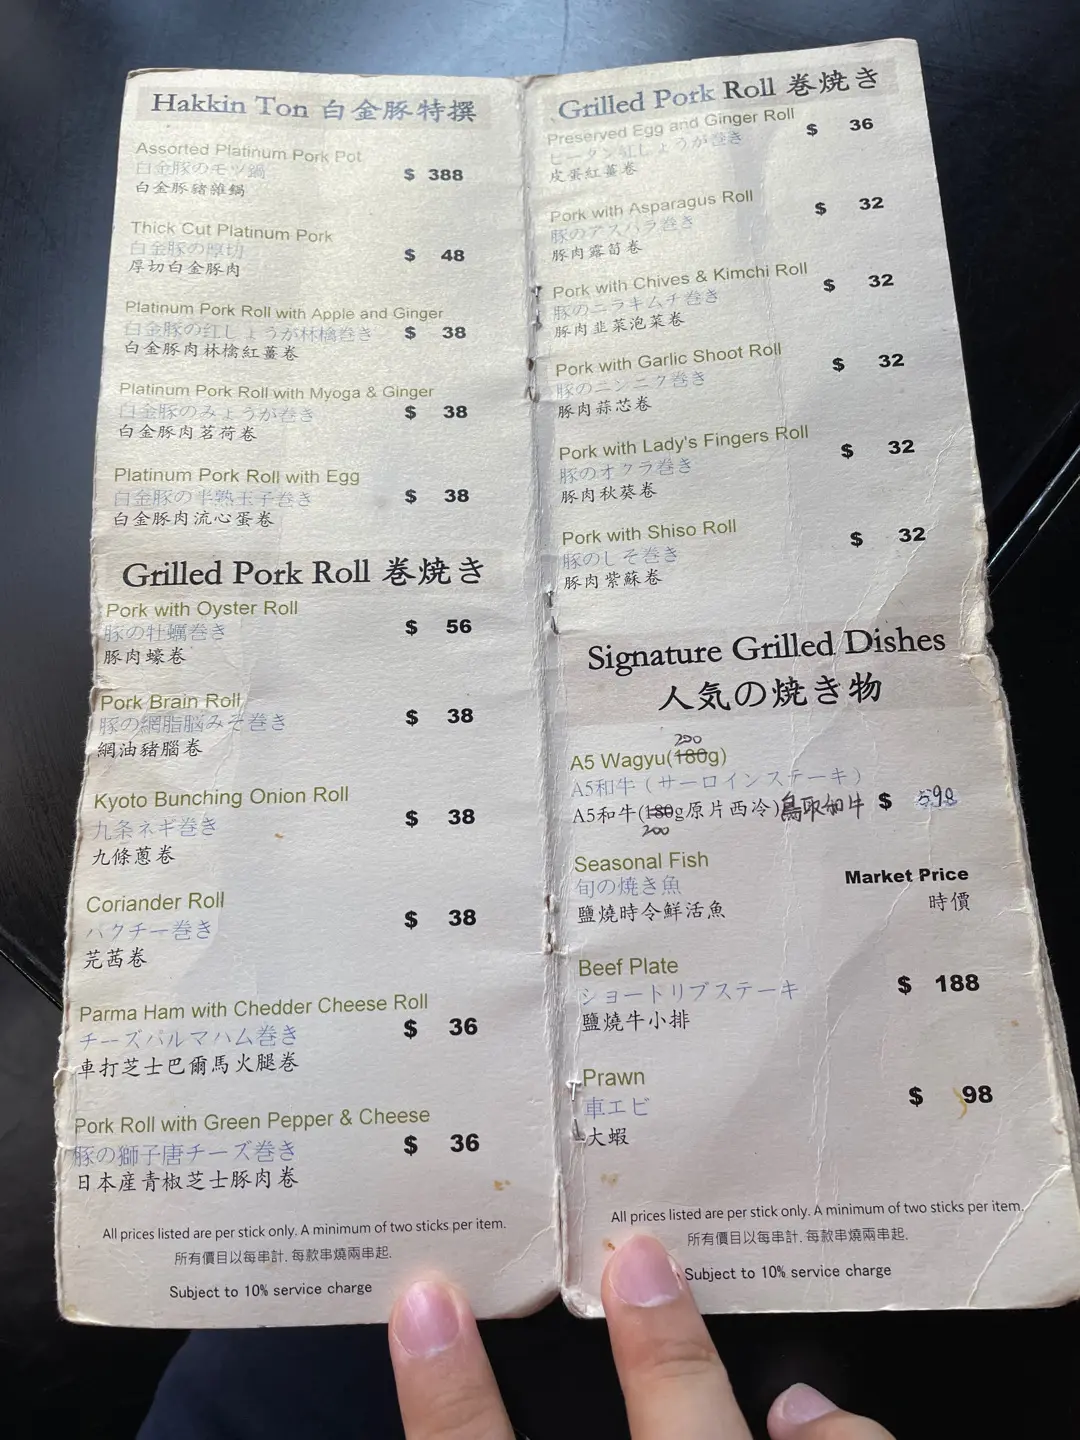 Hakkin Ton 白金豚特撰
Assorted Platinum Pork Pot
白金豚のモツ鍋
白金豚豬雜鍋
$ 388
Thick Cut Platinum Pork
白金豚の厚切
厚切白金豚肉
$ 48
Platinum Pork Roll with Apple and Ginger
白金豚の紅しょうが林檎巻き
白金豚肉林檎紅薑卷
$ 38
Platinum Pork Roll with Myoga & Ginger
白金豚のみょうが巻き
白金豚肉茗荷卷
$ 38
Platinum Pork Roll with Egg
白金豚の半熟玉子巻き
白金豚肉流心蛋卷
$ 38
Grilled Pork Roll 巻焼き
Pork with Oyster Roll
豚の牡蠣巻き
豚肉蠔卷
$ 56
Pork Brain Roll
豚の網脂脳みそ巻き
網油豬腦卷
$ 38
Kyoto Bunching Onion Roll
九条ネギ巻き
九條蔥卷
$ 38
Coriander Roll
パクチー巻き
芫茜卷
$ 38
Parma Ham with Chedder Cheese Roll
チーズパルマハム巻き
車打芝士巴爾馬火腿卷
$ 36
Pork Roll with Green Pepper & Cheese
豚の獅子唐チーズ巻き
日本産青椒芝士豚肉卷
$ 36
All prices listed are per stick only. A minimum of two sticks per item.
所有價目以每串計. 每款串燒兩串起.
Subject to 10% service charge
Grilled Pork Roll 巻焼き
Preserved Egg and Ginger Roll
ピータン紅しょうが巻き
皮蛋紅薑卷
$ 36
Pork with Asparagus Roll
豚のアスパラ巻き
豚肉露荀卷
$ 32
Pork with Chives & Kimchi Roll
豚のニラキムチ巻き
豚肉韭菜泡菜卷
$ 32
Pork with Garlic Shoot Roll
豚のニンニク巻き
豚肉蒜芯卷
$ 32
Pork with Lady's Fingers Roll
豚のオクラ巻き
豚肉秋葵卷
$ 32
Pork with Shiso Roll
豚のしそ巻き
豚肉紫蘇卷
$ 32
Signature Grilled Dishes
人気の焼き物
200
A5 Wagyu(180g)
A5和牛（サーロインステーキ）
A5和牛(180g原片西冷)鳥取和牛
200
$ 598
Seasonal Fish
旬の焼き魚
鹽燒時令鮮活魚
Market Price
時價
Beef Plate
ショートリブステーキ
鹽燒牛小排
$ 188
Prawn
車エビ
大蝦
$ 98
All prices listed are per stick only. A minimum of two sticks per item.
所有價目以每串計. 每款串燒兩串起.
Subject to 10% service charge